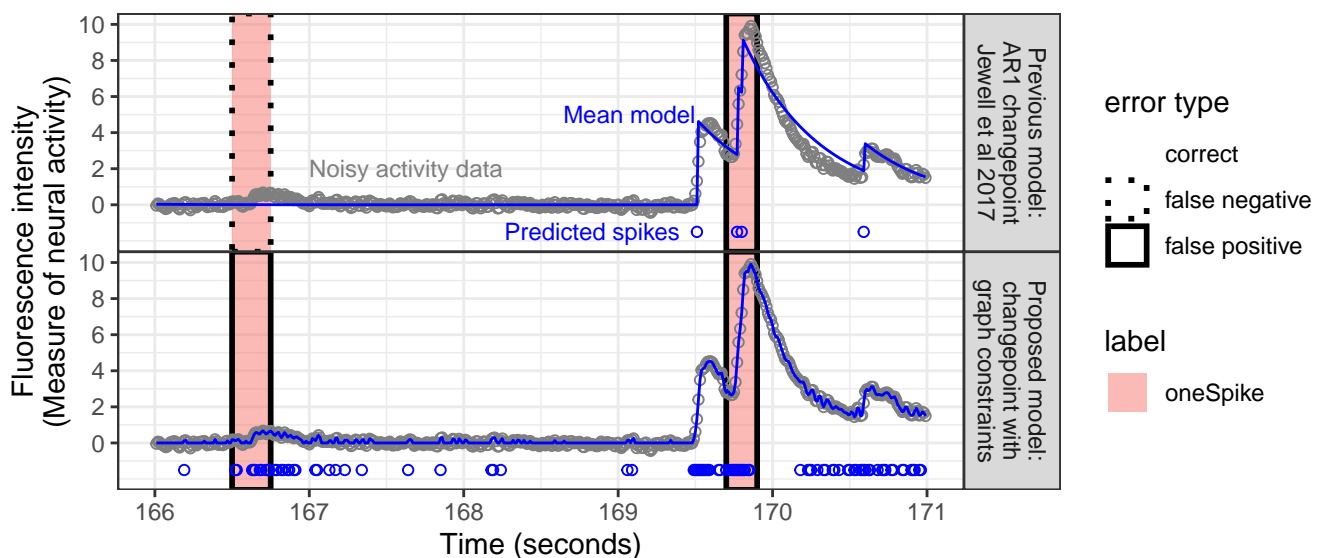 Fluorescence intensity
(Measure of neural activity)
10
8
6
4
2
0
Mean model
Noisy activity data
Predicted spikes
Previous model:
AR1 changepoint
Jewell et al 2017
10
8
6
4
2
0
Proposed model:
changepoint with
graph constraints
166
167
168
169
170
171
Time (seconds)
error type
correct
false negative
false positive
label
oneSpike